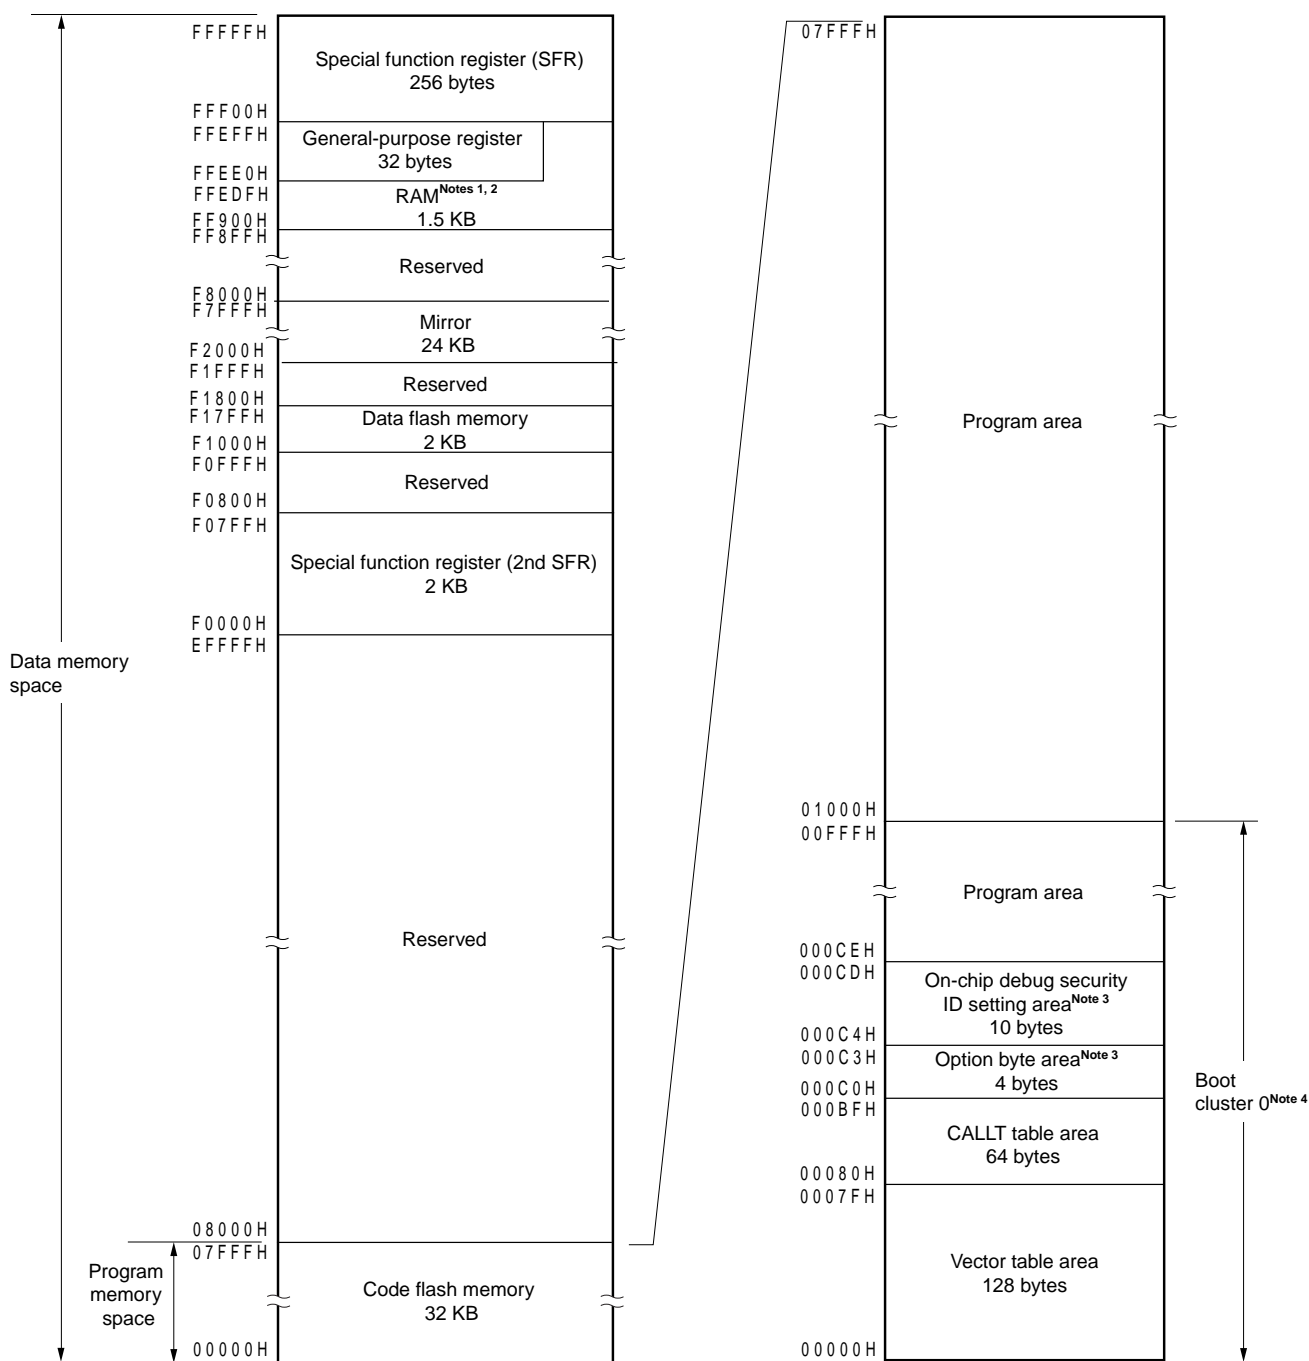 FFFFFH
Special function register (SFR)
256 bytes
FFF00H
FFEFFH
General-purpose register
32 bytes
FFEE0H
FFEDFH
RAMNotes 1, 2
1.5 KB
FF900H
FF8FFH
Reserved
F8000H
F7FFFH
Mirror
24 KB
F2000H
F1FFFH
Reserved
F1800H
F17FFH
Data flash memory
2 KB
F1000H
F0FFFH
Reserved
F0800H
F07FFH
Special function register (2nd SFR)
2 KB
F0000H
EFFFFH
Data memory
space
Reserved
08000H
07FFFH
Program
memory
space
Code flash memory
32 KB
00000H
07FFFH
Program area
01000H
00FFFH
Program area
000CEH
000CDH
On-chip debug security
ID setting areaNote 3
10 bytes
000C4H
000C3H
Option byte areaNote 3
4 bytes
000C0H
000BFH
CALLT table area
64 bytes
00080H
0007FH
Vector table area
128 bytes
00000H
Boot
cluster 0Note 4